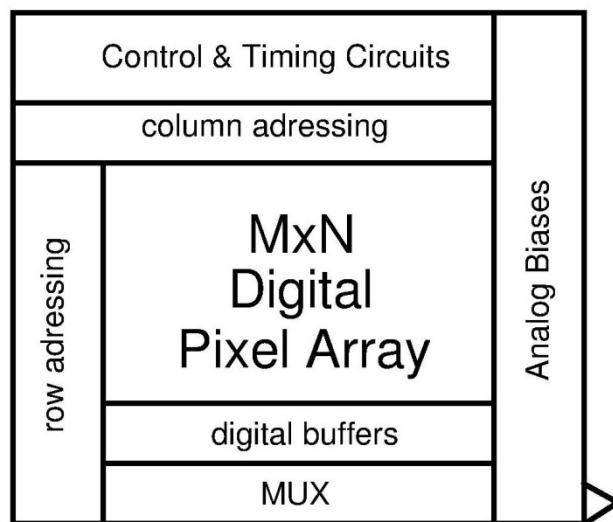 Control & Timing Circuits
column adressing
row adressing
MxN
Digital
Pixel Array
Analog Biases
digital buffers
MUX